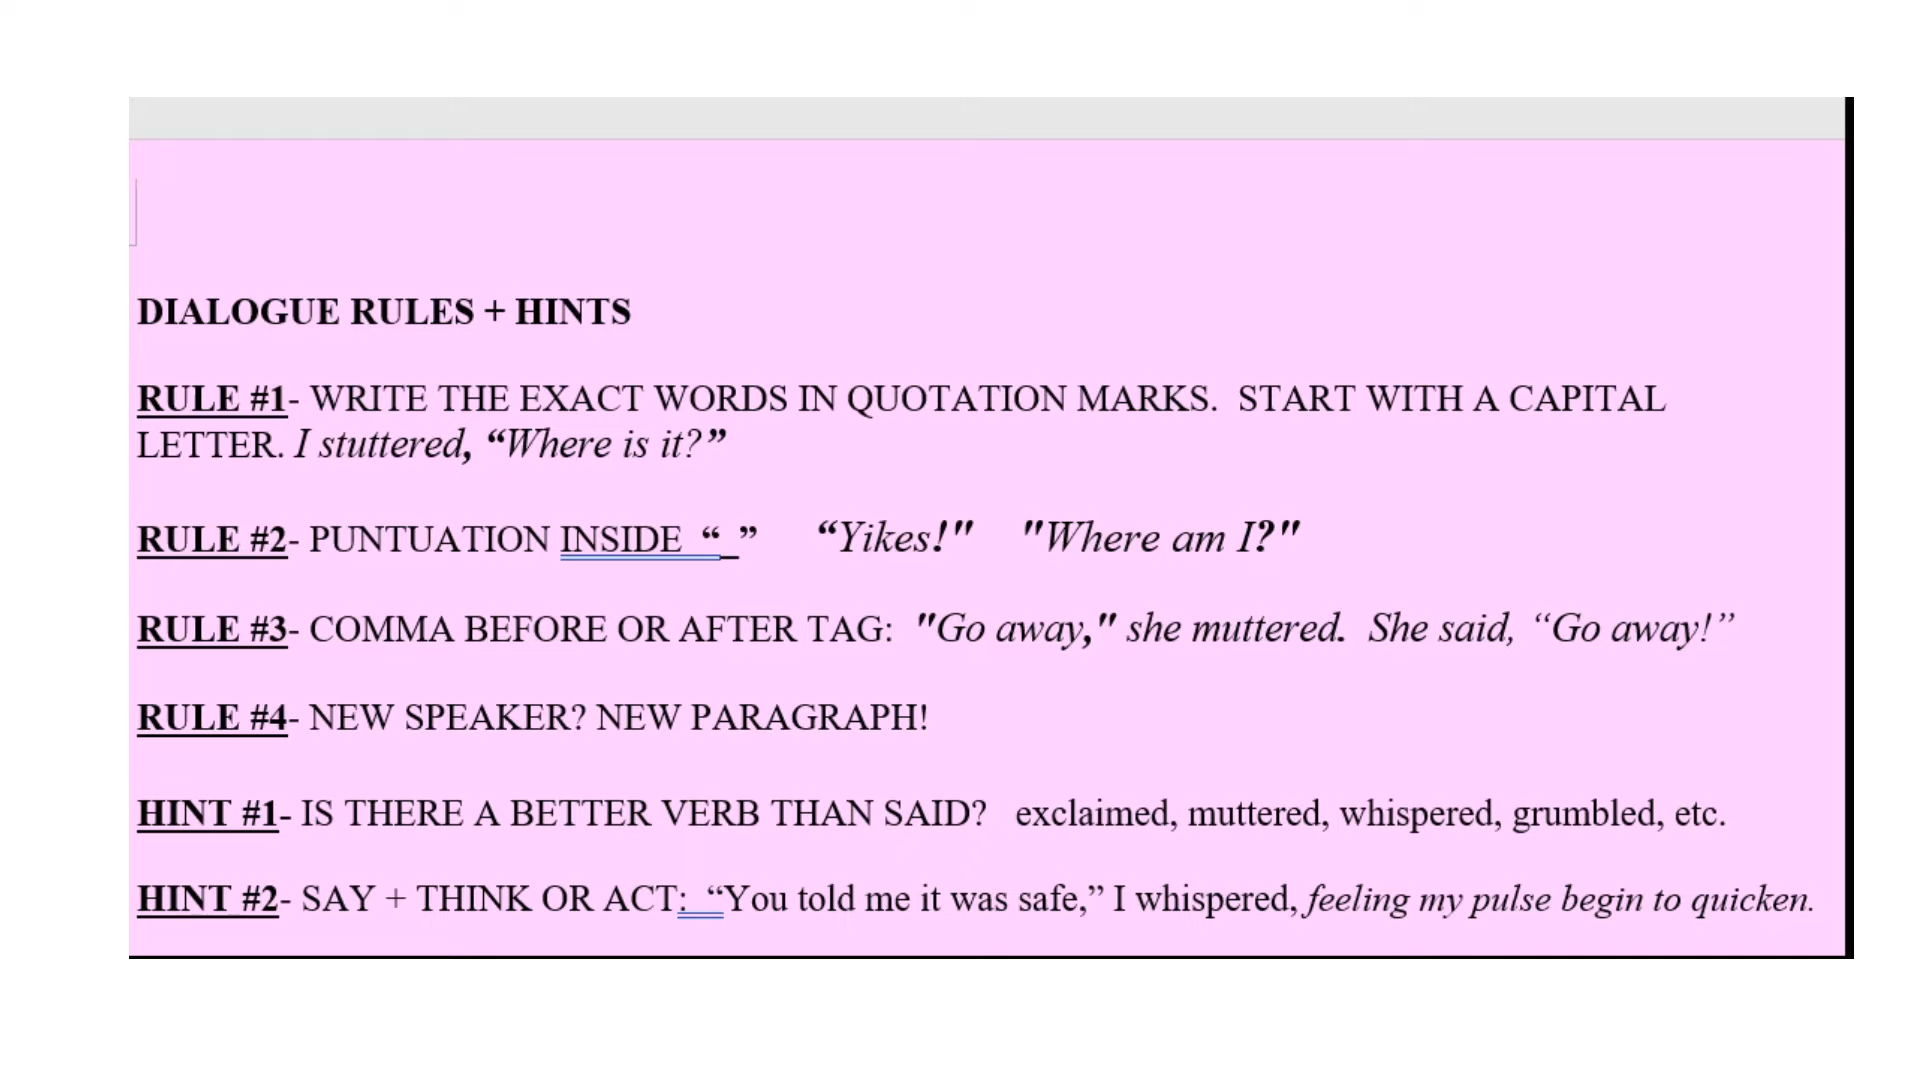 DIALOGUE RULES + HINTS
RULE #1- WRITE THE EXACT WORDS IN QUOTATION MARKS.  START WITH A CAPITAL
LETTER. I stuttered, “Where is it?”
RULE #2- PUNTUATION INSIDE  “_”     “Yikes!"    "Where am I?"
RULE #3- COMMA BEFORE OR AFTER TAG:  "Go away," she muttered.  She said, “Go away!”
RULE #4- NEW SPEAKER? NEW PARAGRAPH!
HINT #1- IS THERE A BETTER VERB THAN SAID?   exclaimed, muttered, whispered, grumbled, etc.
HINT #2- SAY + THINK OR ACT:  “You told me it was safe,” I whispered, feeling my pulse begin to quicken.